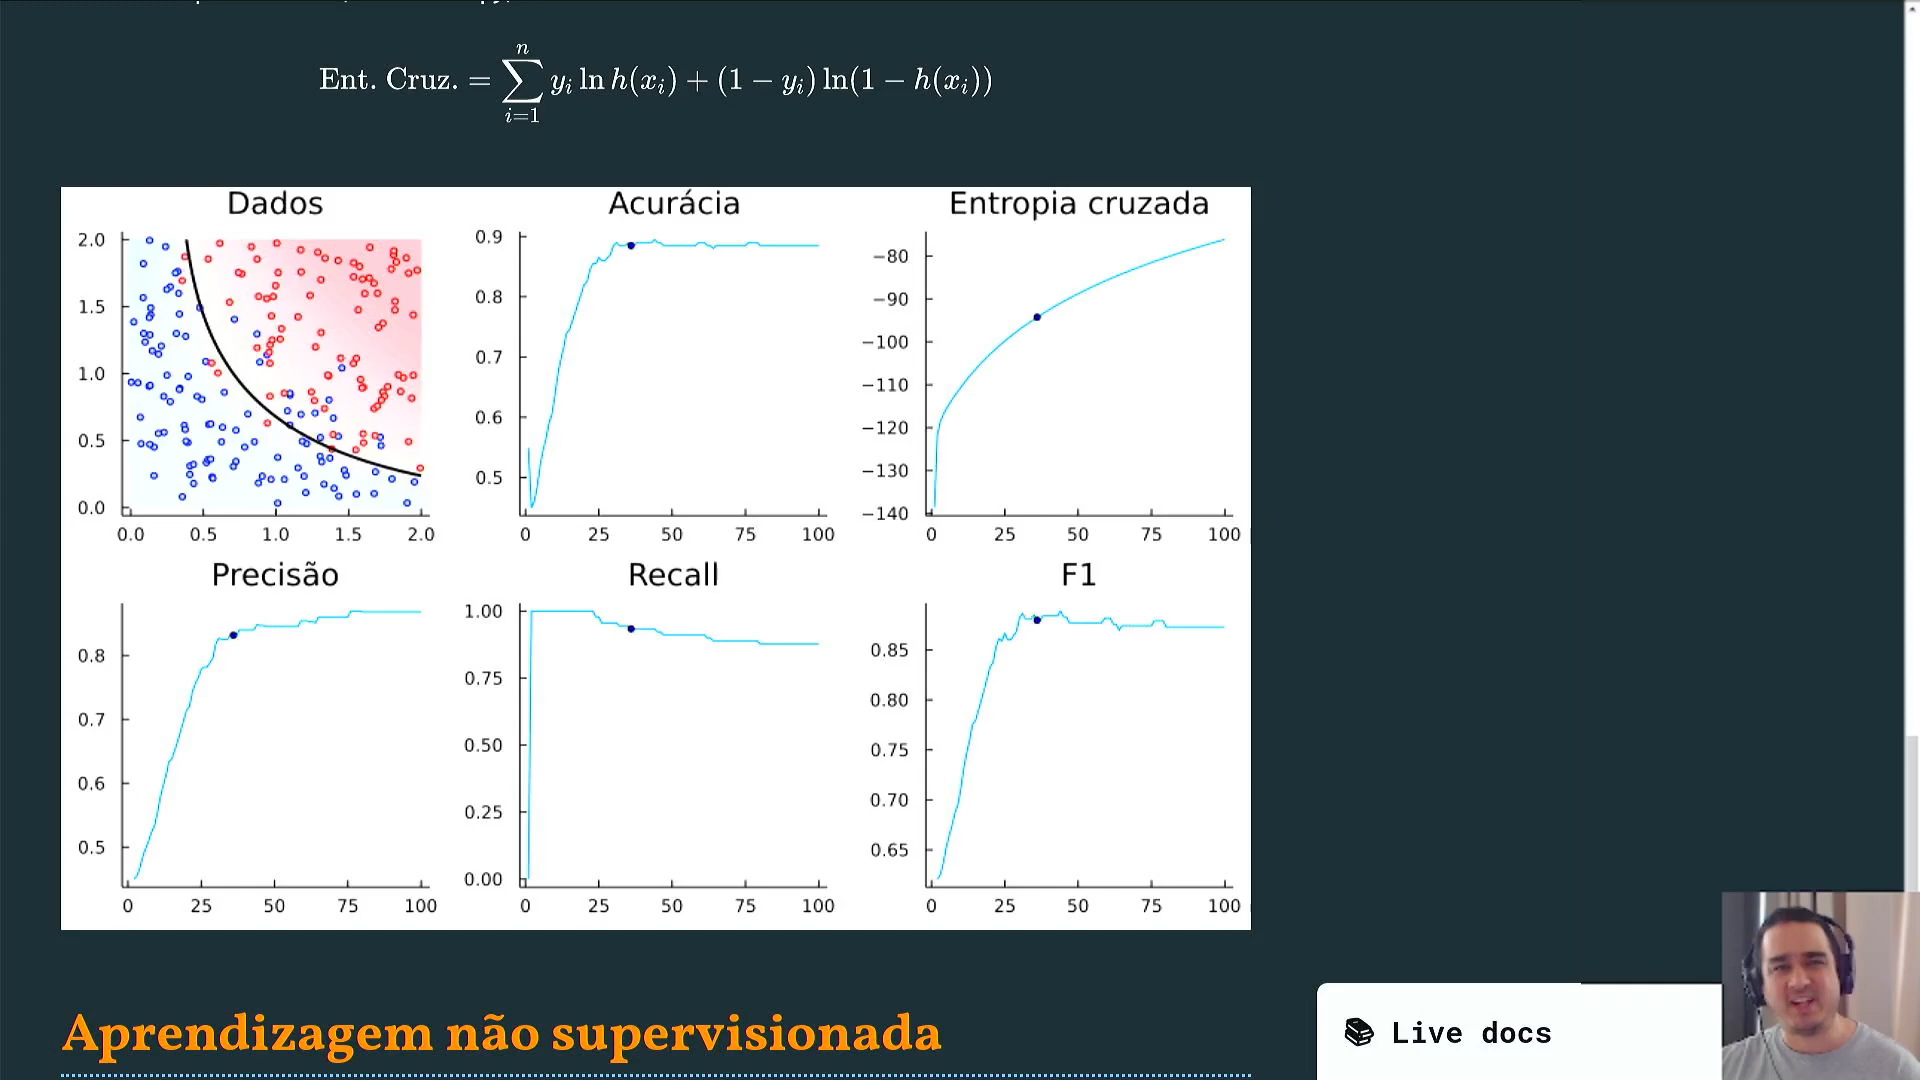 Ent. Cruz. = \sum_{i=1}^{n} y_i ln h(x_i) + (1 − y_i) ln(1 − h(x_i))
Dados
2.0
1.5
1.0
0.5
0.0
0.0 0.5 1.0 1.5 2.0
Acurácia
0.9
0.8
0.7
0.6
0.5
0 25 50 75 100
Entropia cruzada
−80
−90
−100
−110
−120
−130
−140
0 25 50 75 100
Precisão
0.8
0.7
0.6
0.5
0 25 50 75 100
Recall
1.00
0.75
0.50
0.25
0.00
0 25 50 75 100
F1
0.85
0.80
0.75
0.70
0.65
0 25 50 75 100
Aprendizagem não supervisionada
Live docs